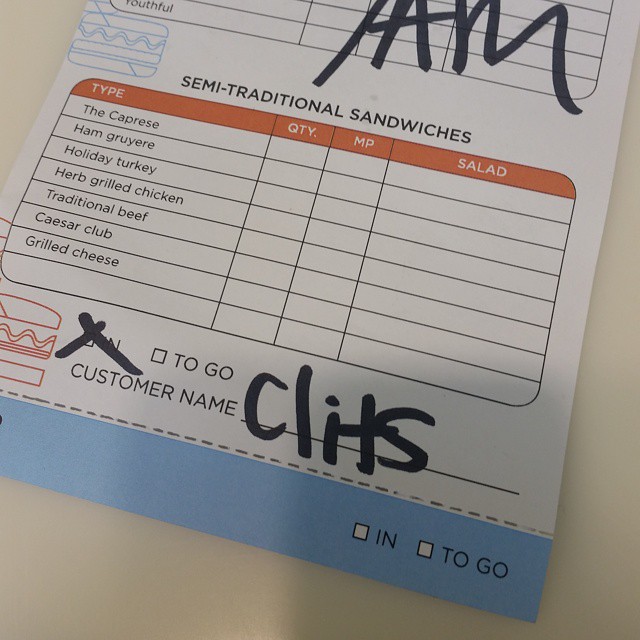 Youthful
AM
SEMI-TRADITIONAL SANDWICHES
TYPE QTY. MP SALAD
The Caprese
Ham gruyere
Holiday turkey
Herb grilled chicken
Traditional beef
Caesar club
Grilled cheese
IN TO GO
CUSTOMER NAME Clits
IN TO GO